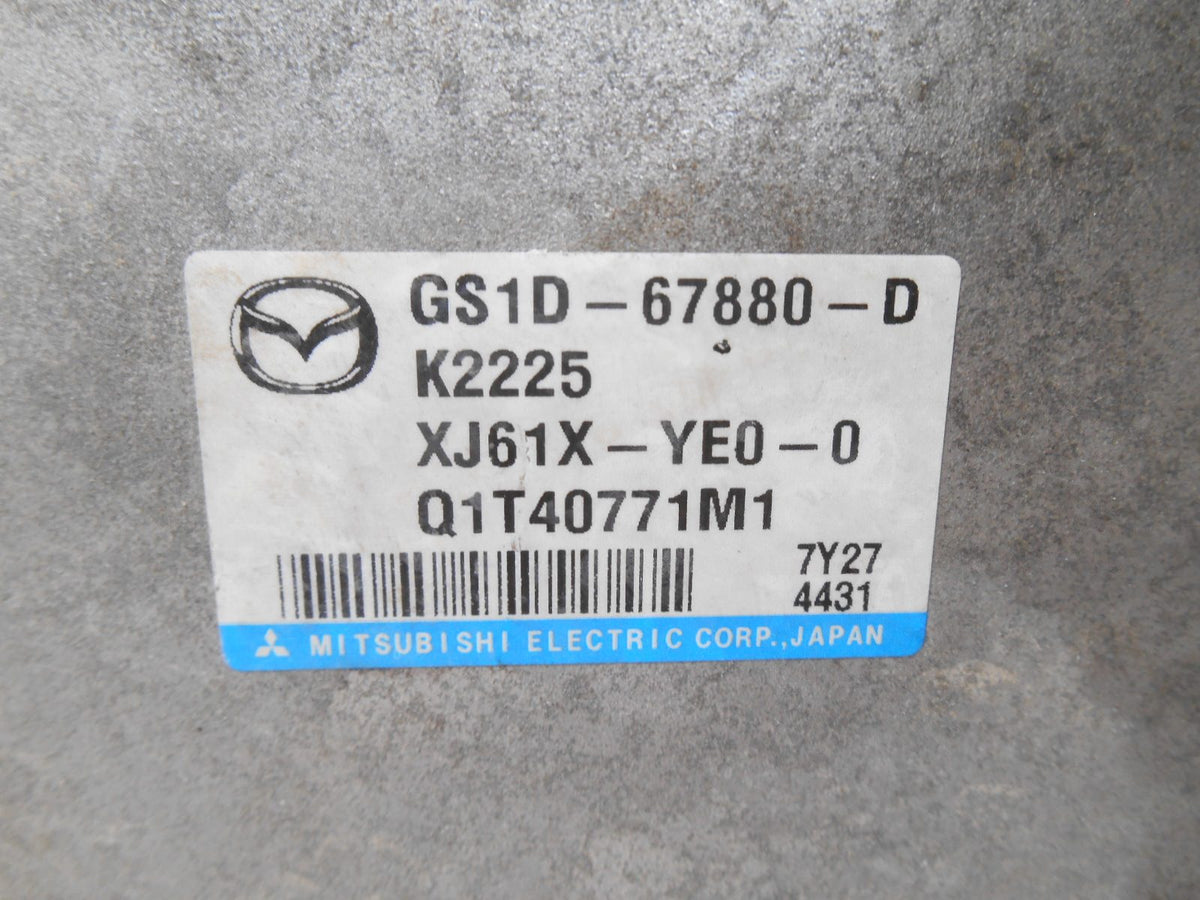 GS1D-67880-D
K2225
XJ61X-YE0-0
Q1T40771M1
7Y27
4431
MITSUBISHI ELECTRIC CORP.,JAPAN